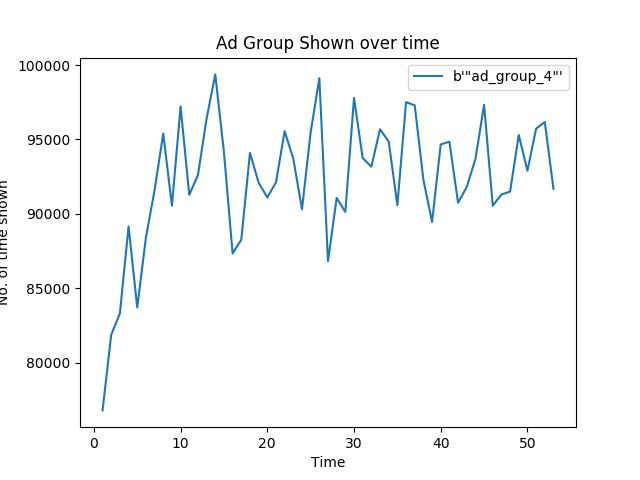 Ad Group Shown over time
b'"ad_group_4"'
100000
95000
90000
85000
80000
No. of time shown
0 10 20 30 40 50
Time